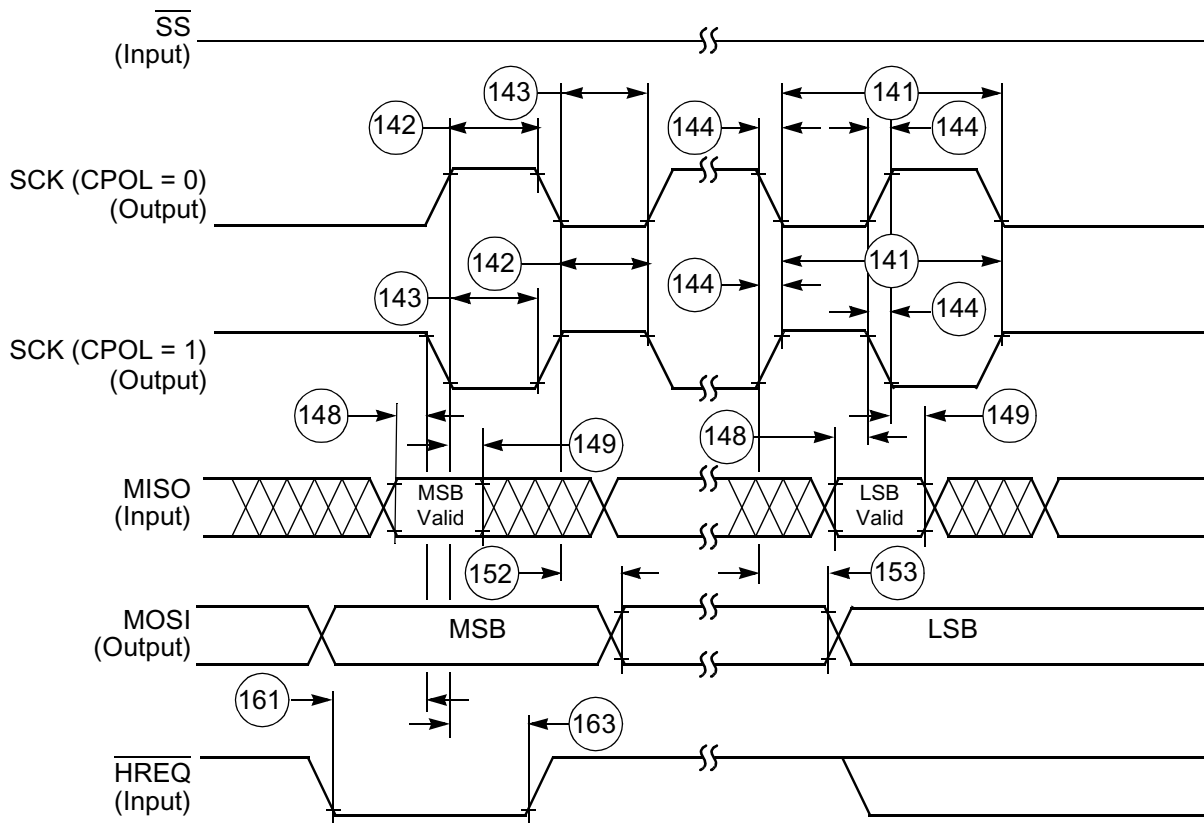 SS
(Input)
143
141
142
144
144
SCK (CPOL = 0)
(Output)
142
141
143
144
144
SCK (CPOL = 1)
(Output)
148
149
148
149
MISO
(Input)
MSB
Valid
LSB
Valid
152
153
MOSI
(Output)
MSB
LSB
161
163
HREQ
(Input)